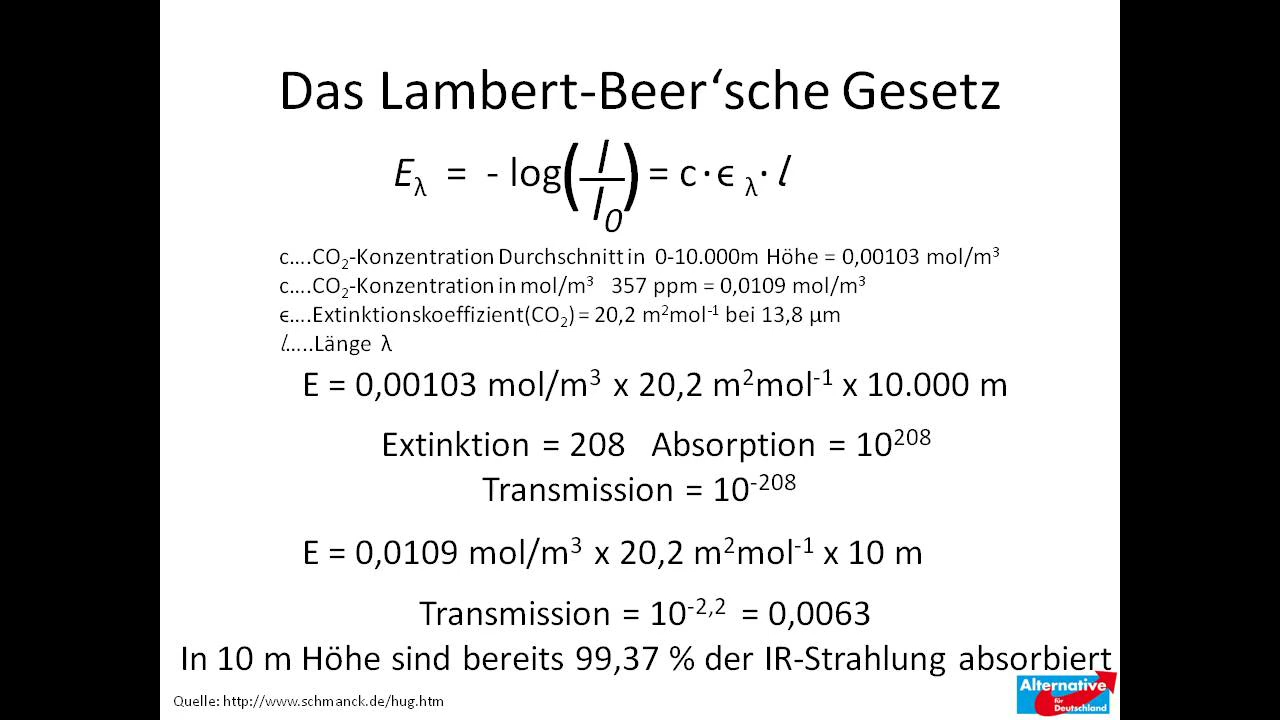 Das Lambert-Beer‘sche Gesetz
Eλ = - log(I/I0) = c·ϵ λ· l
c....CO2-Konzentration Durchschnitt in 0-10.000m Höhe = 0,00103 mol/m³
c....CO2-Konzentration in mol/m³ 357 ppm = 0,0109 mol/m³
ϵ....Extinktionskoeffizient(CO2) = 20,2 m²mol⁻¹ bei 13,8 µm
l.....Länge λ
E = 0,00103 mol/m³ x 20,2 m²mol⁻¹ x 10.000 m
Extinktion = 208 Absorption = 10²⁰⁸
Transmission = 10⁻²⁰⁸
E = 0,0109 mol/m³ x 20,2 m²mol⁻¹ x 10 m
Transmission = 10⁻²,² = 0,0063
In 10 m Höhe sind bereits 99,37 % der IR-Strahlung absorbiert
Quelle: http://www.schmanck.de/hug.htm
Alternative
für
Deutschland